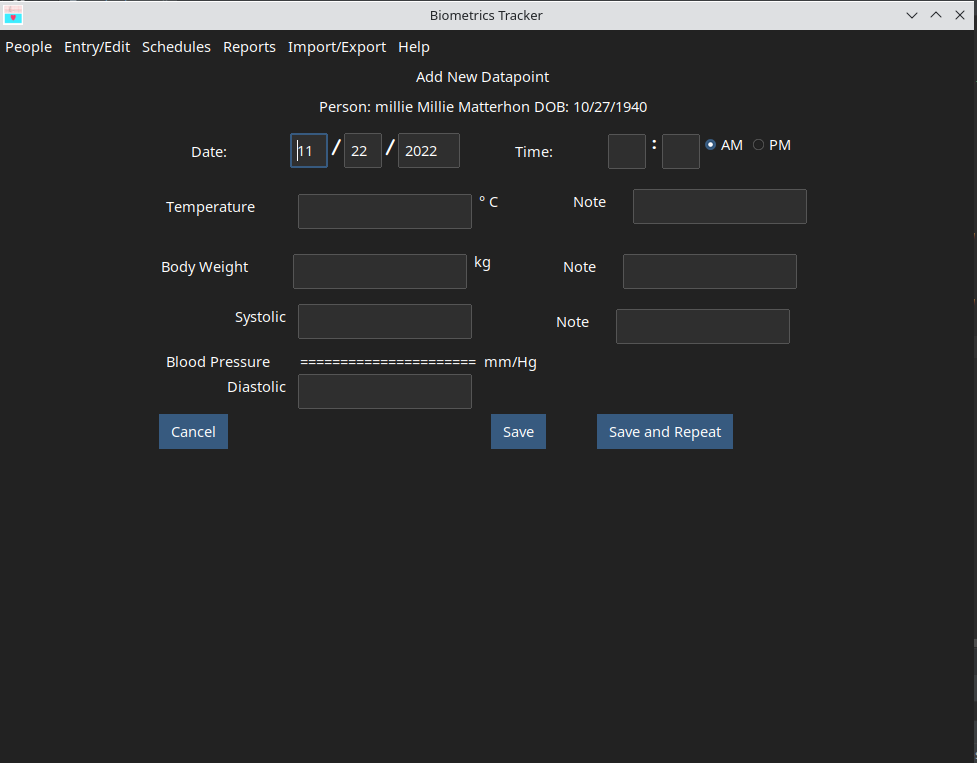 Biometrics Tracker
People Entry/Edit Schedules Reports Import/Export Help
Add New Datapoint
Person: millie Millie Matterhon DOB: 10/27/1940
Date: 11 / 22 / 2022 Time: : AM PM
Temperature º C Note
Body Weight kg Note
Systolic Note
Blood Pressure ====================== mm/Hg
Diastolic
Cancel Save Save and Repeat